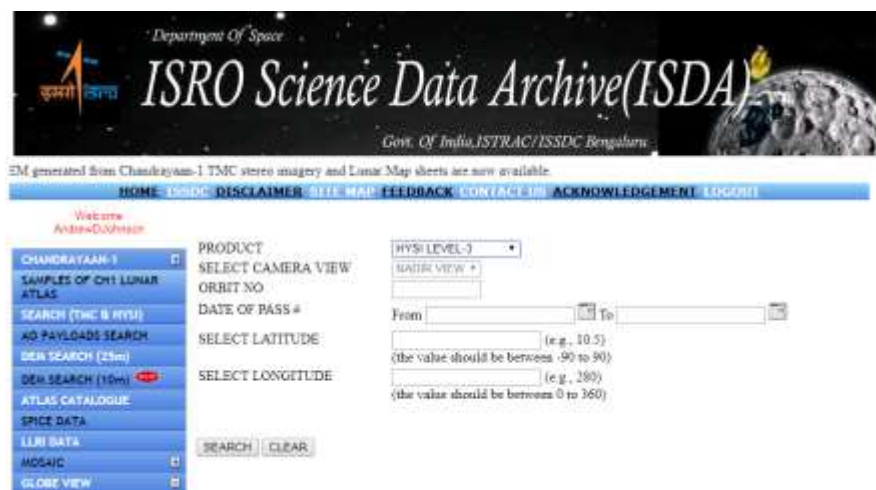 Department Of Space
इसरो isro
ISRO Science Data Archive(ISDA)
Govt. Of India,ISTRAC/ISSDC Bengaluru
EM generated from Chandrayaan-1 TMC stereo imagery and Lunar Map sheets are now available.
HOME ISSDC DISCLAIMER SITE MAP FEEDBACK CONTACT US ACKNOWLEDGEMENT LOGOUT
Welcome
AndrewDJohnson
CHANDRAYAAN-1
SAMPLES OF CH1 LUNAR
ATLAS
SEARCH (TMC & HYSI)
AO PAYLOADS SEARCH
DEM SEARCH (25m)
DEM SEARCH (10m)
ATLAS CATALOGUE
SPICE DATA
LLRI DATA
MOSAIC
GLOBE VIEW
PRODUCT HYSI LEVEL-3
SELECT CAMERA VIEW NADIR VIEW
ORBIT NO
DATE OF PASS # From To
SELECT LATITUDE (e.g., 10.5)
(the value should be between -90 to 90)
SELECT LONGITUDE (e.g., 280)
(the value should be between 0 to 360)
SEARCH CLEAR